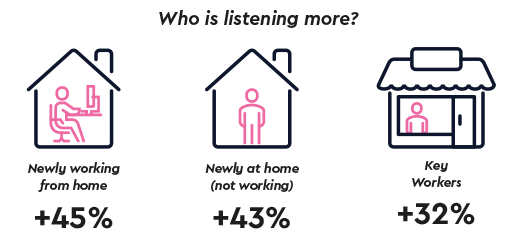 Who is listening more?
Newly working
from home
+45%
Newly at home
(not working)
+43%
Key
Workers
+32%